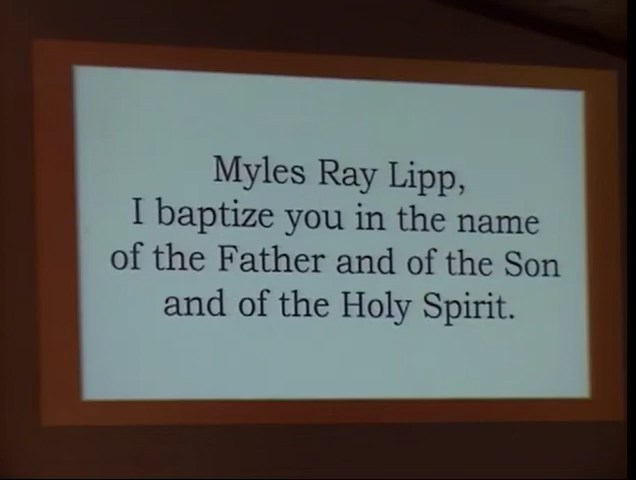 Myles Ray Lipp,
I baptize you in the name
of the Father and of the Son
and of the Holy Spirit.